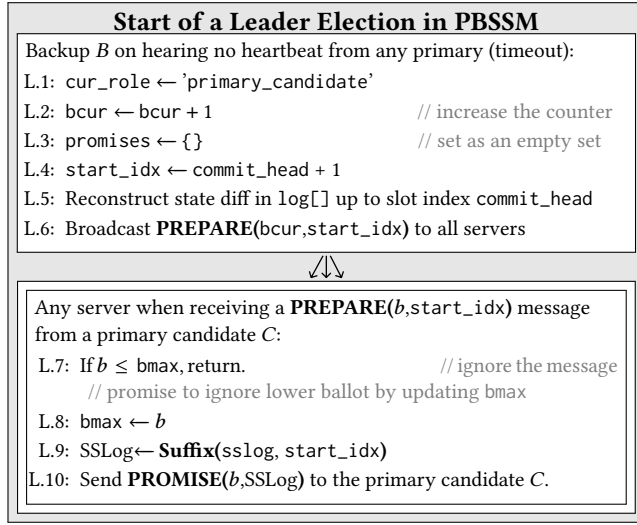 Start of a Leader Election in PBSSM
Backup B on hearing no heartbeat from any primary (timeout):
L.1: cur_role ← 'primary_candidate'
L.2: bcur ← bcur + 1 // increase the counter
L.3: promises ← {} // set as an empty set
L.4: start_idx ← commit_head + 1
L.5: Reconstruct state diff in log[] up to slot index commit_head
L.6: Broadcast PREPARE(bcur,start_idx) to all servers
Any server when receiving a PREPARE(b,start_idx) message
from a primary candidate C:
L.7: If b ≤ bmax, return. // ignore the message
// promise to ignore lower ballot by updating bmax
L.8: bmax ← b
L.9: SSLog← Suffix(sslog, start_idx)
L.10: Send PROMISE(b,SSLog) to the primary candidate C.